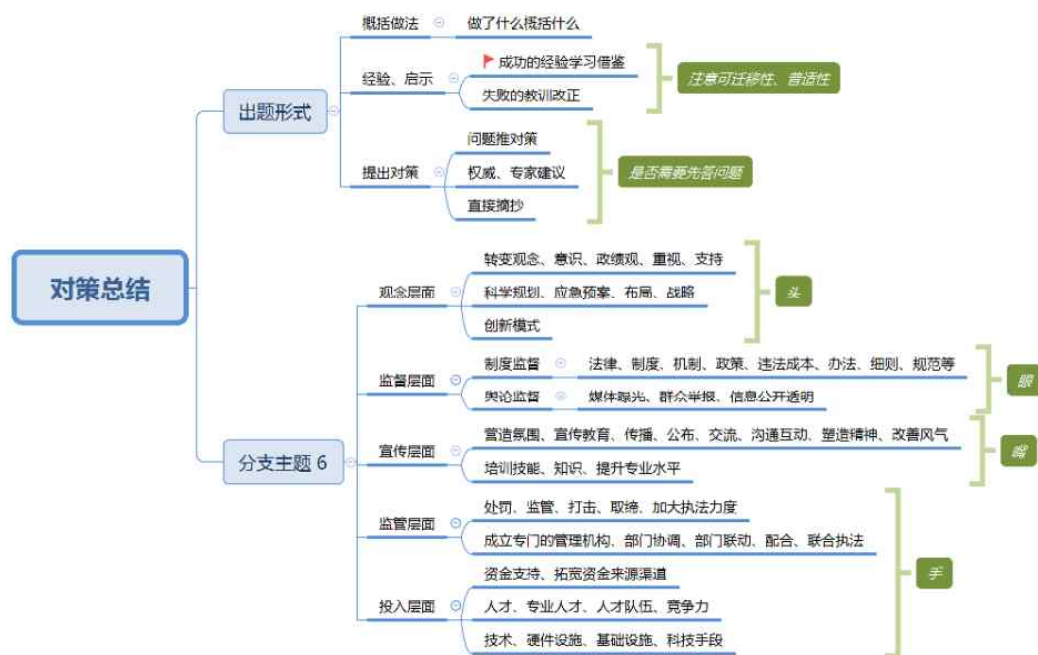 对策总结
出题形式
概括做法
做了什么概括什么
经验、启示
成功的经验学习借鉴
失败的教训改正
注意可迁移性、普适性
提出对策
问题推对策
权威、专家建议
直接摘抄
是否需要先答问题
分支主题 6
观念层面
转变观念、意识、政绩观、重视、支持
科学规划、应急预案、布局、战略
创新模式
头
监督层面
制度监督
法律、制度、机制、政策、违法成本、办法、细则、规范等
舆论监督
媒体曝光、群众举报、信息公开透明
眼
宣传层面
营造氛围、宣传教育、传播、公布、交流、沟通互动、塑造精神、改善风气
培训技能、知识、提升专业水平
嘴
监管层面
处罚、监管、打击、取缔、加大执法力度
成立专门的管理机构、部门协调、部门联动、配合、联合执法
投入层面
资金支持、拓宽资金来源渠道
人才、专业人才、人才队伍、竞争力
技术、硬件设施、基础设施、科技手段
手